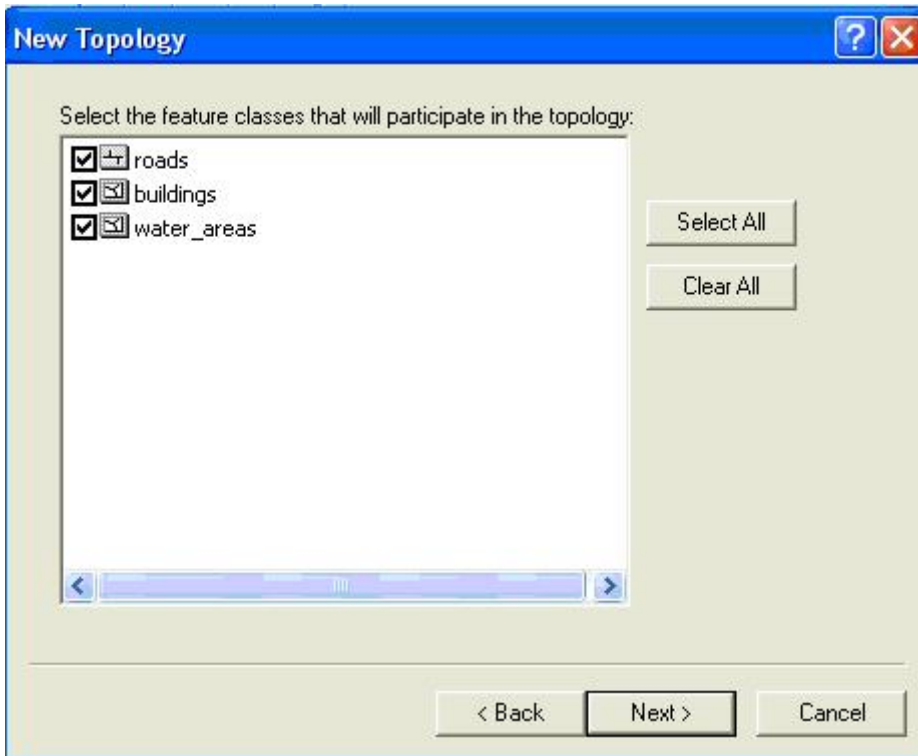 New Topology
Select the feature classes that will participate in the topology:
roads
buildings
water_areas
Select All
Clear All
< Back
Next >
Cancel